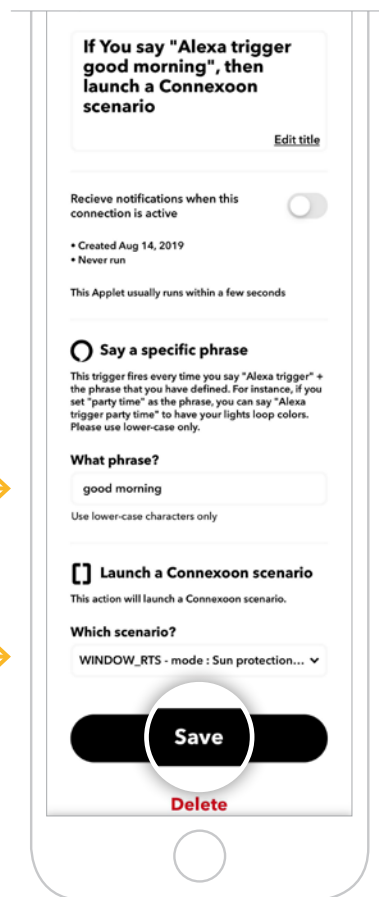 If You say "Alexa trigger
good morning", then
launch a Connexoon
scenario
Edit title
Recieve notifications when this
connection is active
• Created Aug 14, 2019
• Never run
This Applet usually runs within a few seconds
Say a specific phrase
This trigger fires every time you say "Alexa trigger" +
the phrase that you have defined. For instance, if you
set "party time" as the phrase, you can say "Alexa
trigger party time" to have your lights loop colors.
Please use lower-case only.
What phrase?
good morning
Use lower-case characters only
Launch a Connexoon scenario
This action will launch a Connexoon scenario.
Which scenario?
WINDOW_RTS - mode : Sun protection...
Save
Delete